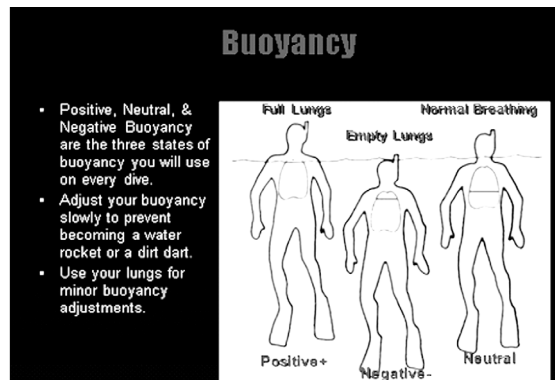 Buoyancy
• Positive, Neutral, &
Negative Buoyancy
are the three states of
buoyancy you will use
on every dive.
• Adjust your buoyancy
slowly to prevent
becoming a water
rocket or a dirt dart.
• Use your lungs for
minor buoyancy
adjustments.
Full Lungs
Empty Lungs
Normal Breathing
Positive+
Negative-
Neutral